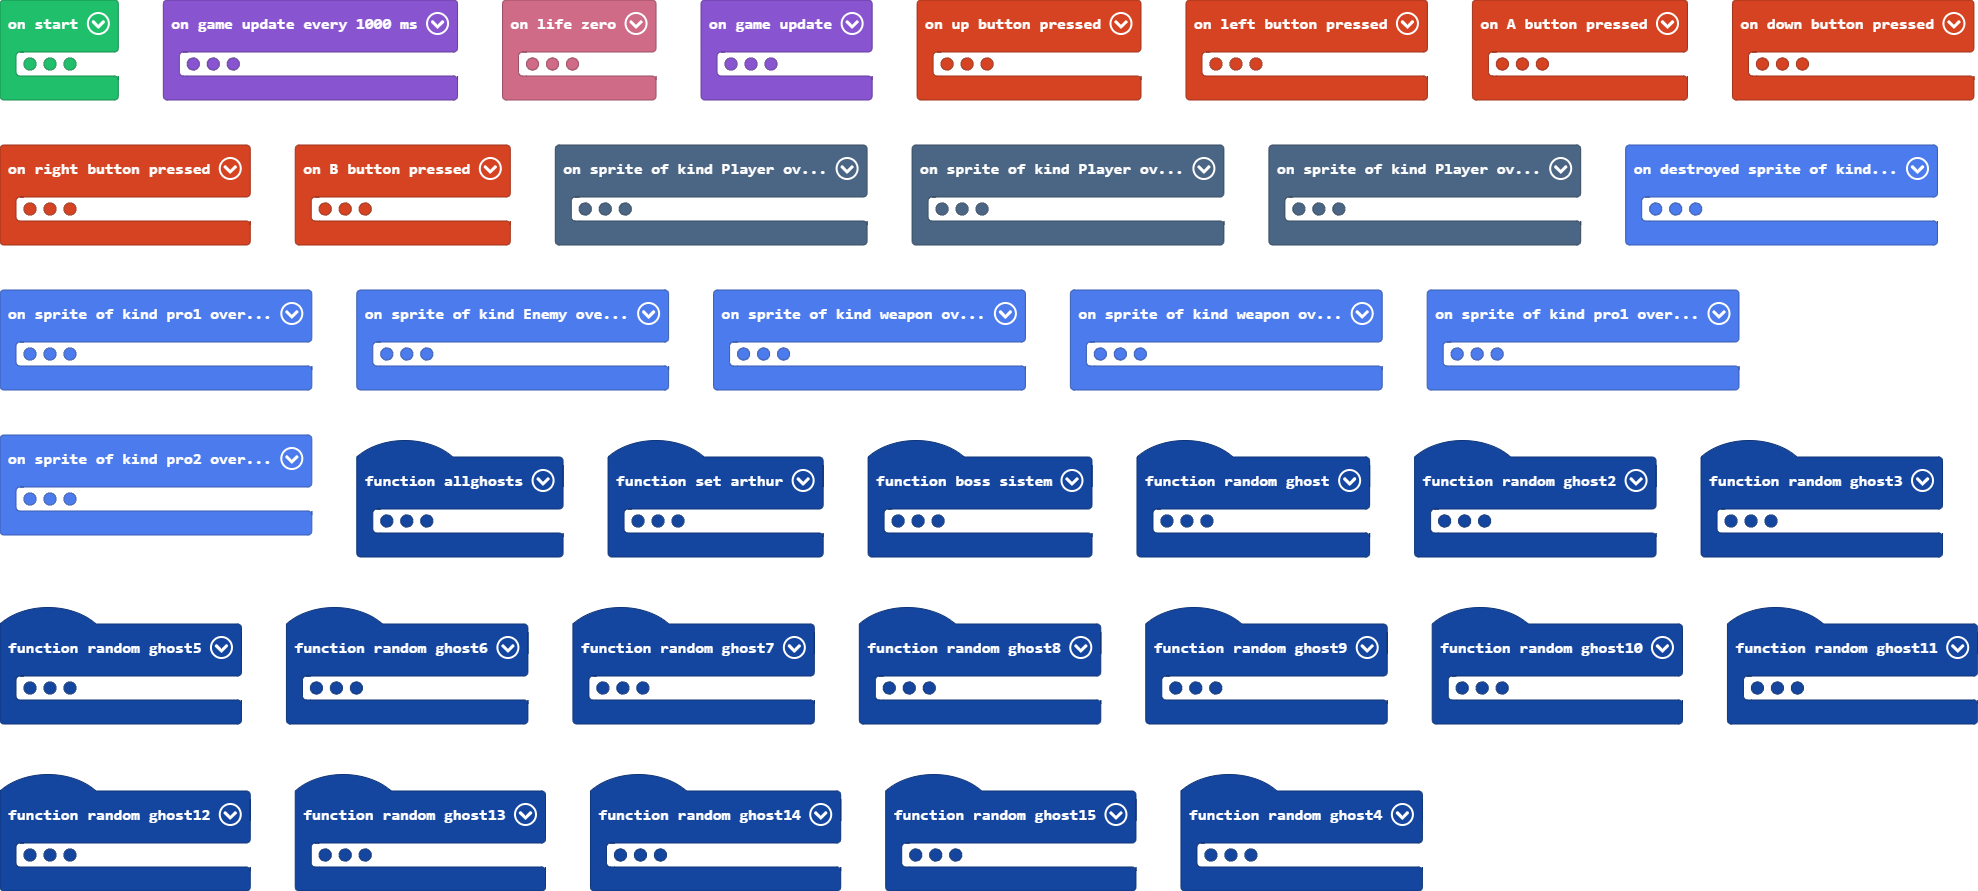 on start
on game update every 1000 ms
on life zero
on game update
on up button pressed
on left button pressed
on A button pressed
on down button pressed
on right button pressed
on B button pressed
on sprite of kind Player ov...
on sprite of kind Player ov...
on sprite of kind Player ov...
on destroyed sprite of kind...
on sprite of kind pro1 over...
on sprite of kind Enemy ove...
on sprite of kind weapon ov...
on sprite of kind weapon ov...
on sprite of kind pro1 over...
on sprite of kind pro2 over...
function allghosts
function set arthur
function boss sistem
function random ghost
function random ghost2
function random ghost3
function random ghost5
function random ghost6
function random ghost7
function random ghost8
function random ghost9
function random ghost10
function random ghost11
function random ghost12
function random ghost13
function random ghost14
function random ghost15
function random ghost4